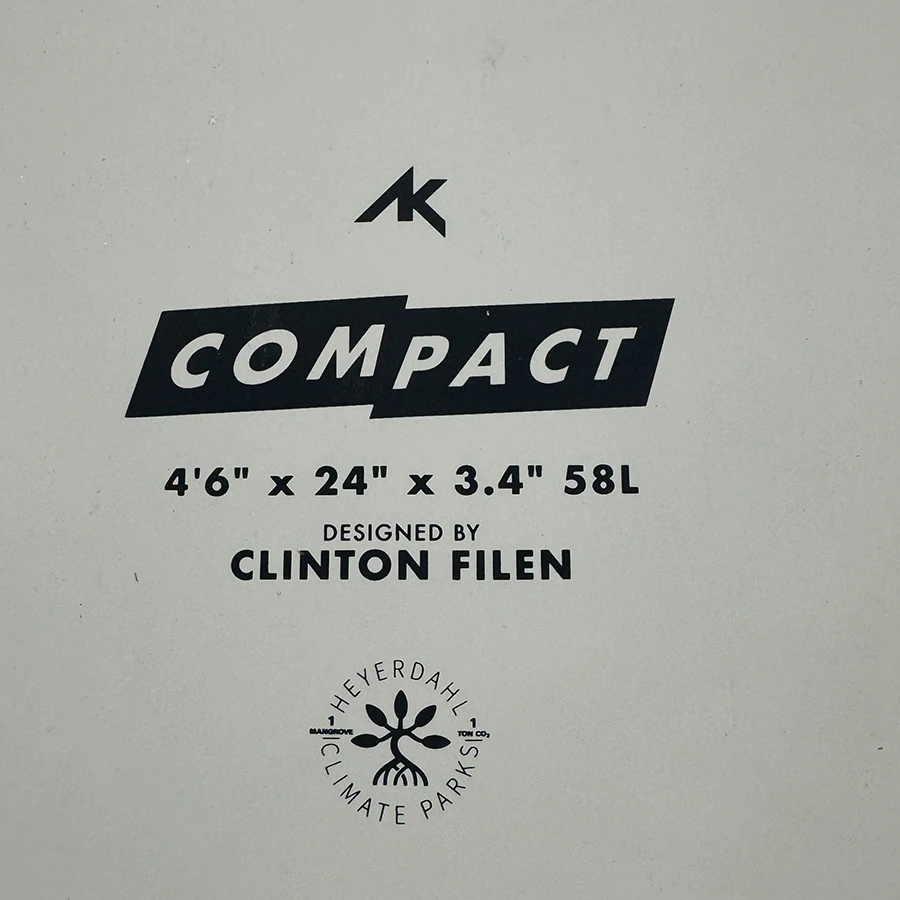 AK
COMPACT
4'6" x 24" x 3.4" 58L
DESIGNED BY
CLINTON FILEN
HEYERDAHL
1 MANGROVE
1 TON CO₂
CLIMATE PARKS